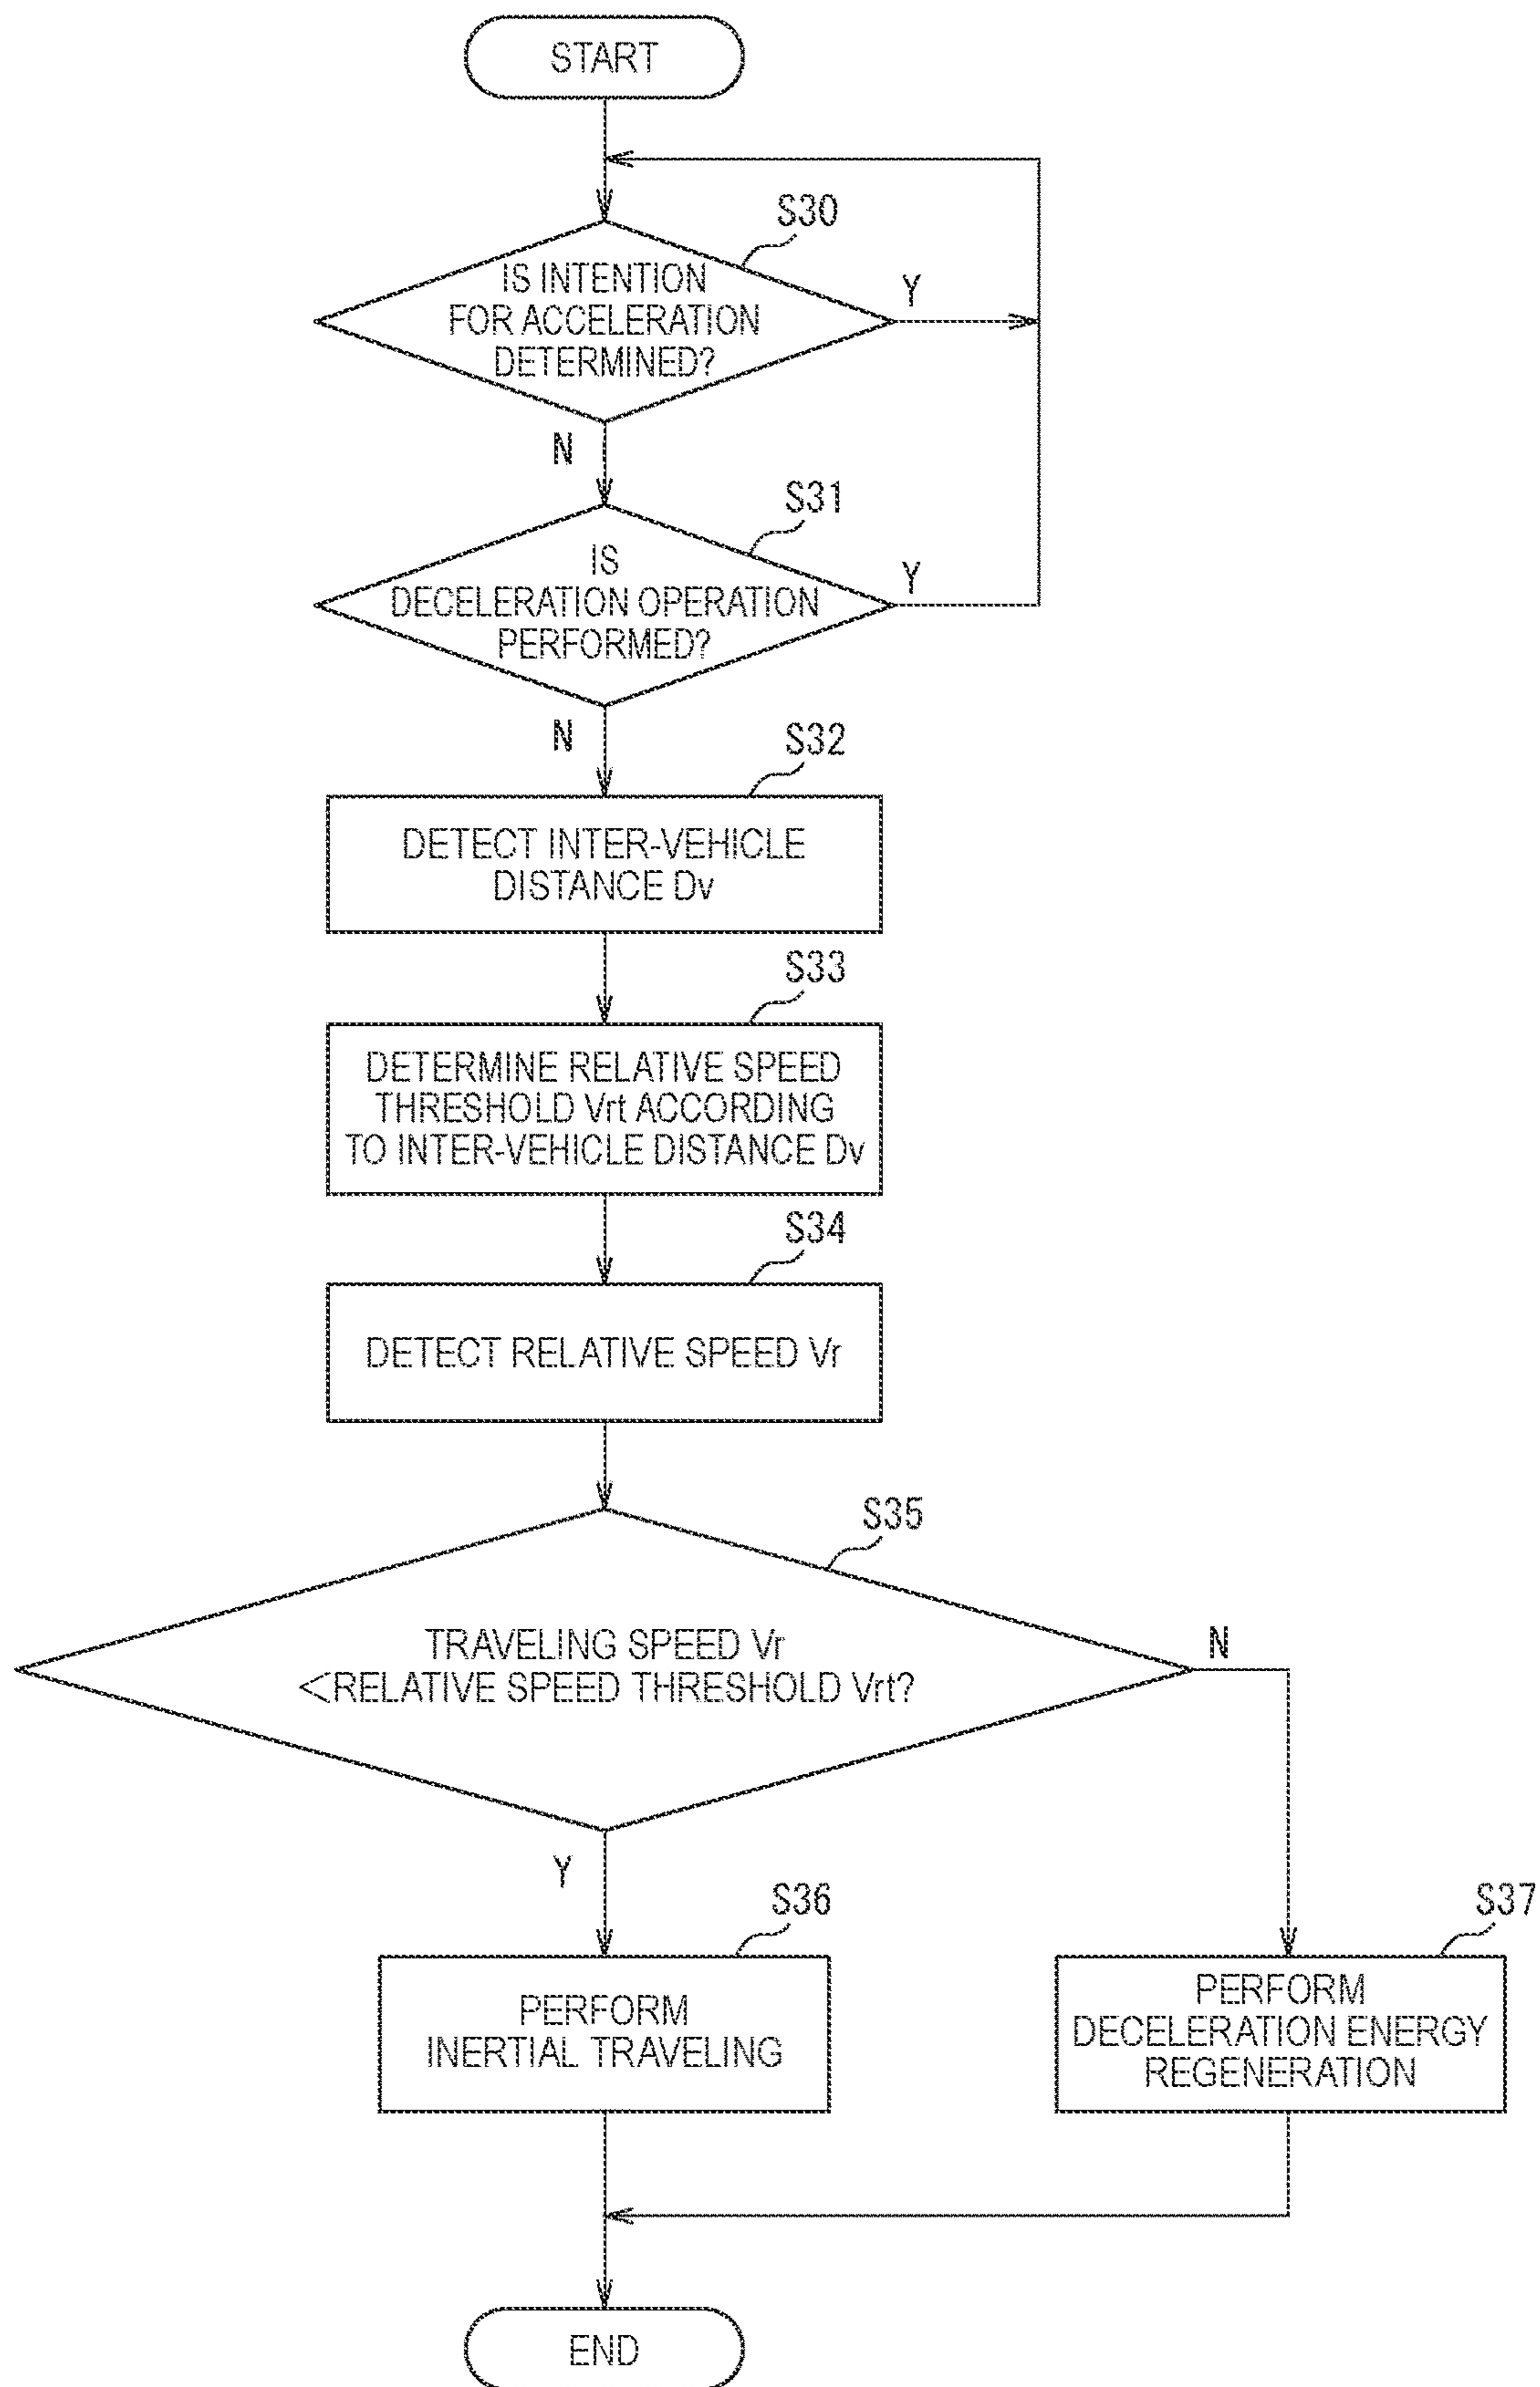 START
S30
IS INTENTION
FOR ACCELERATION
DETERMINED?
Y
N
S31
IS
DECELERATION OPERATION
PERFORMED?
Y
N
S32
DETECT INTER-VEHICLE
DISTANCE Dv
S33
DETERMINE RELATIVE SPEED
THRESHOLD Vrt ACCORDING
TO INTER-VEHICLE DISTANCE Dv
S34
DETECT RELATIVE SPEED Vr
S35
TRAVELING SPEED Vr
<RELATIVE SPEED THRESHOLD Vrt?
N
Y
S36
PERFORM
INERTIAL TRAVELING
S37
PERFORM
DECELERATION ENERGY
REGENERATION
END